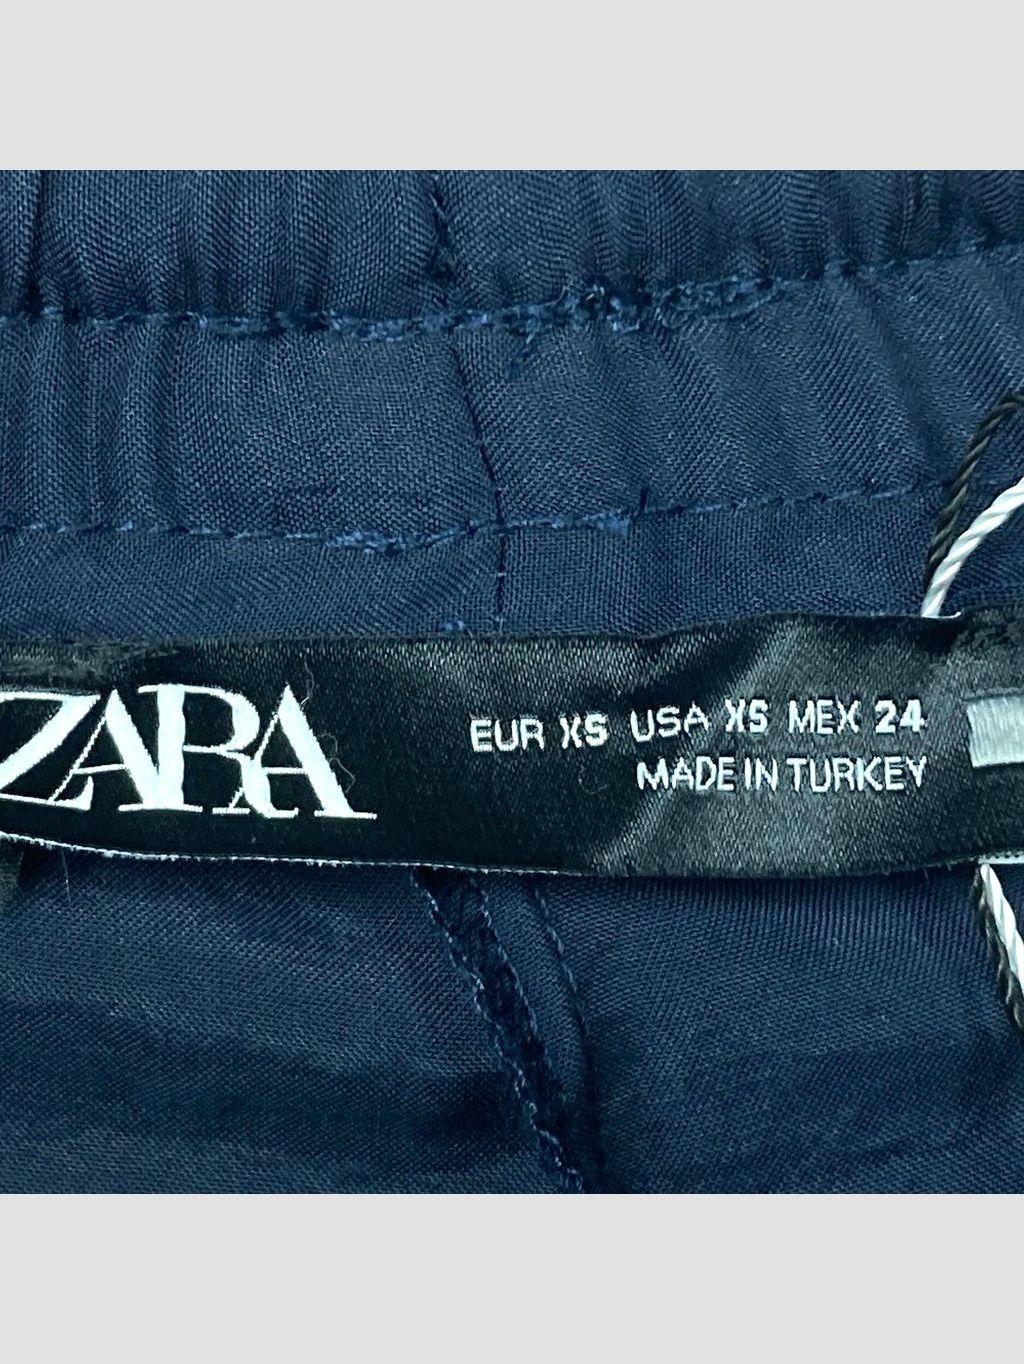 ZARA
EUR XS USA XS MEX 24
MADE IN TURKEY